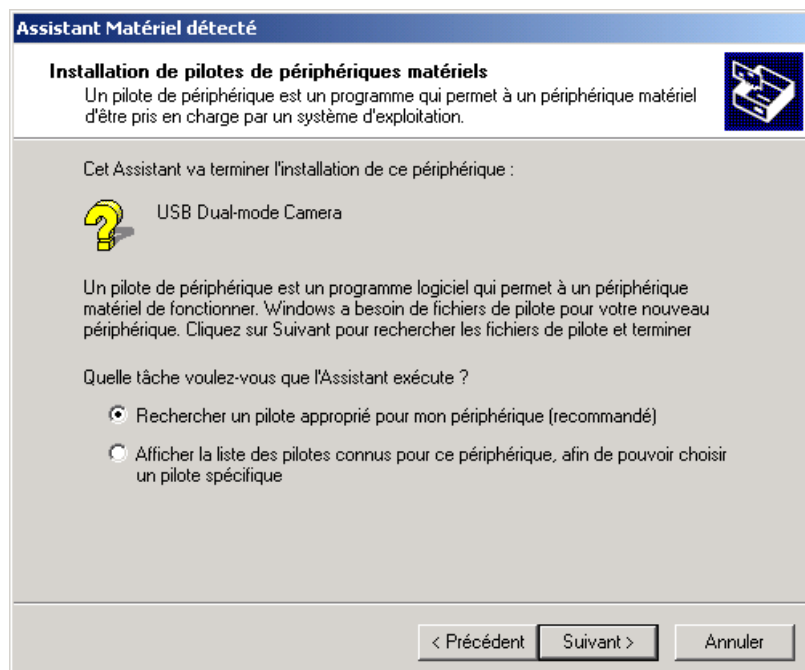 Assistant Matériel détecté
Installation de pilotes de périphériques matériels
Un pilote de périphérique est un programme qui permet à un périphérique matériel
d'être pris en charge par un système d'exploitation.
Cet Assistant va terminer l'installation de ce périphérique :
USB Dual-mode Camera
Un pilote de périphérique est un programme logiciel qui permet à un périphérique
matériel de fonctionner. Windows a besoin de fichiers de pilote pour votre nouveau
périphérique. Cliquez sur Suivant pour rechercher les fichiers de pilote et terminer
Quelle tâche voulez-vous que l'Assistant exécute ?
Rechercher un pilote approprié pour mon périphérique (recommandé)
Afficher la liste des pilotes connus pour ce périphérique, afin de pouvoir choisir
un pilote spécifique
< Précédent Suivant > Annuler